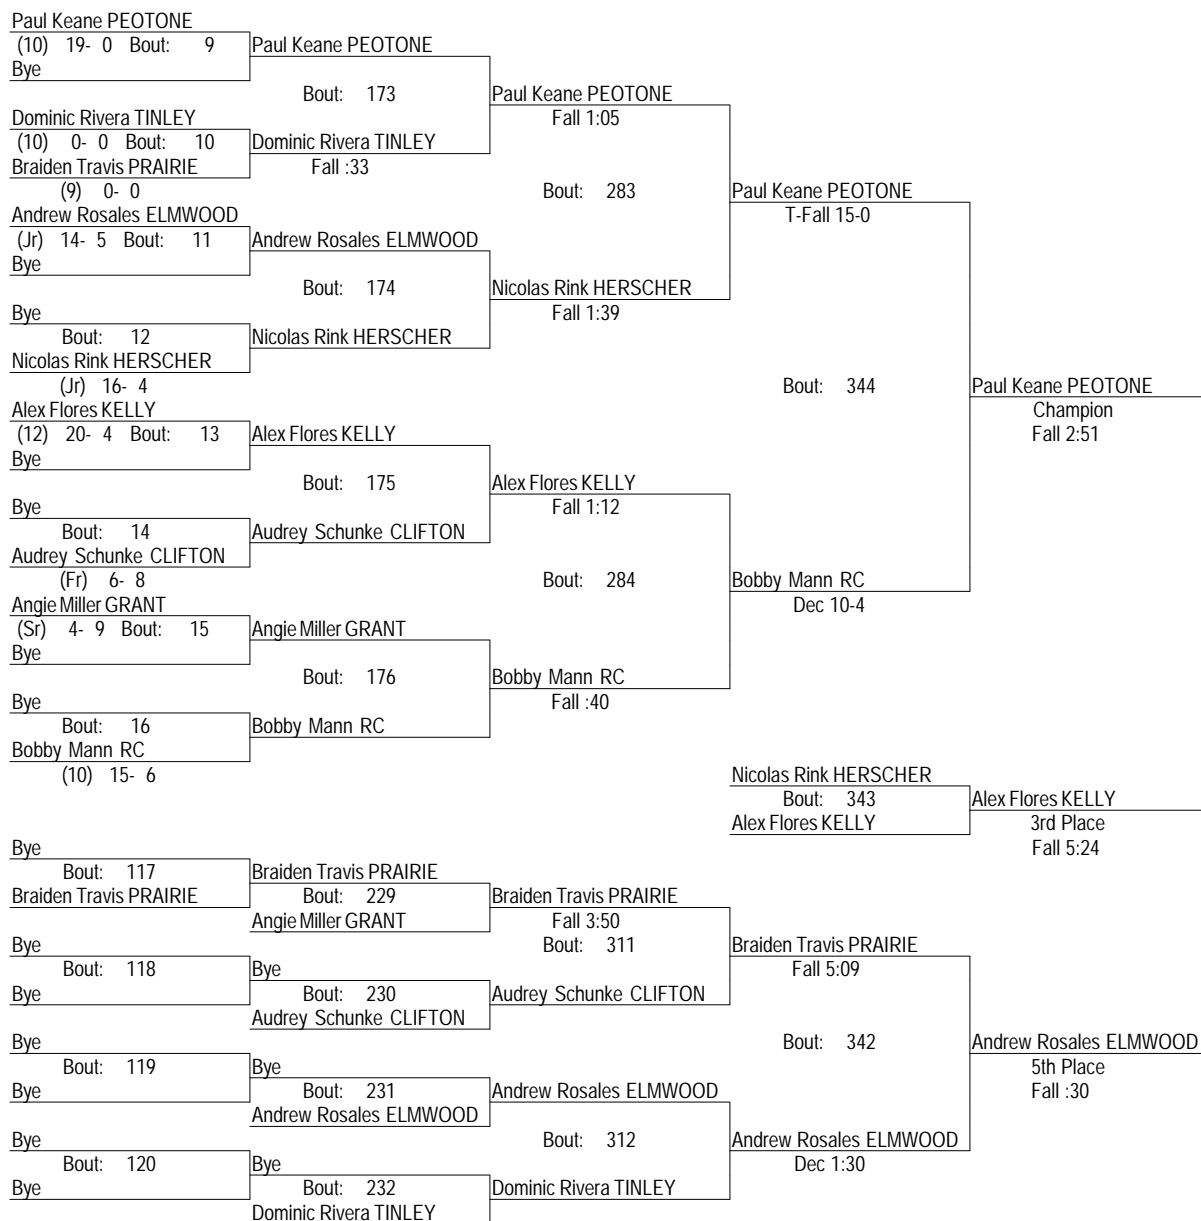 Paul Keane PEOTONE
(10) 19- 0 Bout: 9
Paul Keane PEOTONE
Bye
Bout: 173
Paul Keane PEOTONE
Dominic Rivera TINLEY
Fall 1:05
(10) 0- 0 Bout: 10
Dominic Rivera TINLEY
Braiden Travis PRAIRIE
Fall :33
(9) 0- 0
Bout: 283
Paul Keane PEOTONE
Andrew Rosales ELMWOOD
T-Fall 15-0
(Jr) 14- 5 Bout: 11
Andrew Rosales ELMWOOD
Bye
Bout: 174
Nicolas Rink HERSCHER
Bye
Fall 1:39
Bout: 12
Nicolas Rink HERSCHER
Nicolas Rink HERSCHER
(Jr) 16- 4
Bout: 344
Paul Keane PEOTONE
Alex Flores KELLY
Champion
(12) 20- 4 Bout: 13
Alex Flores KELLY
Fall 2:51
Bye
Bout: 175
Alex Flores KELLY
Bye
Fall 1:12
Bout: 14
Audrey Schunke CLIFTON
Audrey Schunke CLIFTON
(Fr) 6- 8
Bout: 284
Bobby Mann RC
Angie Miller GRANT
Dec 10-4
(Sr) 4- 9 Bout: 15
Angie Miller GRANT
Bye
Bout: 176
Bobby Mann RC
Bye
Fall :40
Bout: 16
Bobby Mann RC
Bobby Mann RC
(10) 15- 6
Nicolas Rink HERSCHER
Bout: 343
Alex Flores KELLY
Alex Flores KELLY
3rd Place
Fall 5:24
Bye
Bout: 117
Braiden Travis PRAIRIE
Braiden Travis PRAIRIE
Bout: 229
Braiden Travis PRAIRIE
Angie Miller GRANT
Fall 3:50
Bye
Bout: 311
Braiden Travis PRAIRIE
Bout: 118
Bye
Fall 5:09
Bye
Bout: 230
Audrey Schunke CLIFTON
Audrey Schunke CLIFTON
Bye
Bout: 342
Andrew Rosales ELMWOOD
Bout: 119
Bye
5th Place
Bye
Bout: 231
Andrew Rosales ELMWOOD
Fall :30
Andrew Rosales ELMWOOD
Bye
Bout: 312
Andrew Rosales ELMWOOD
Bout: 120
Bye
Dec 1:30
Bye
Bout: 232
Dominic Rivera TINLEY
Dominic Rivera TINLEY